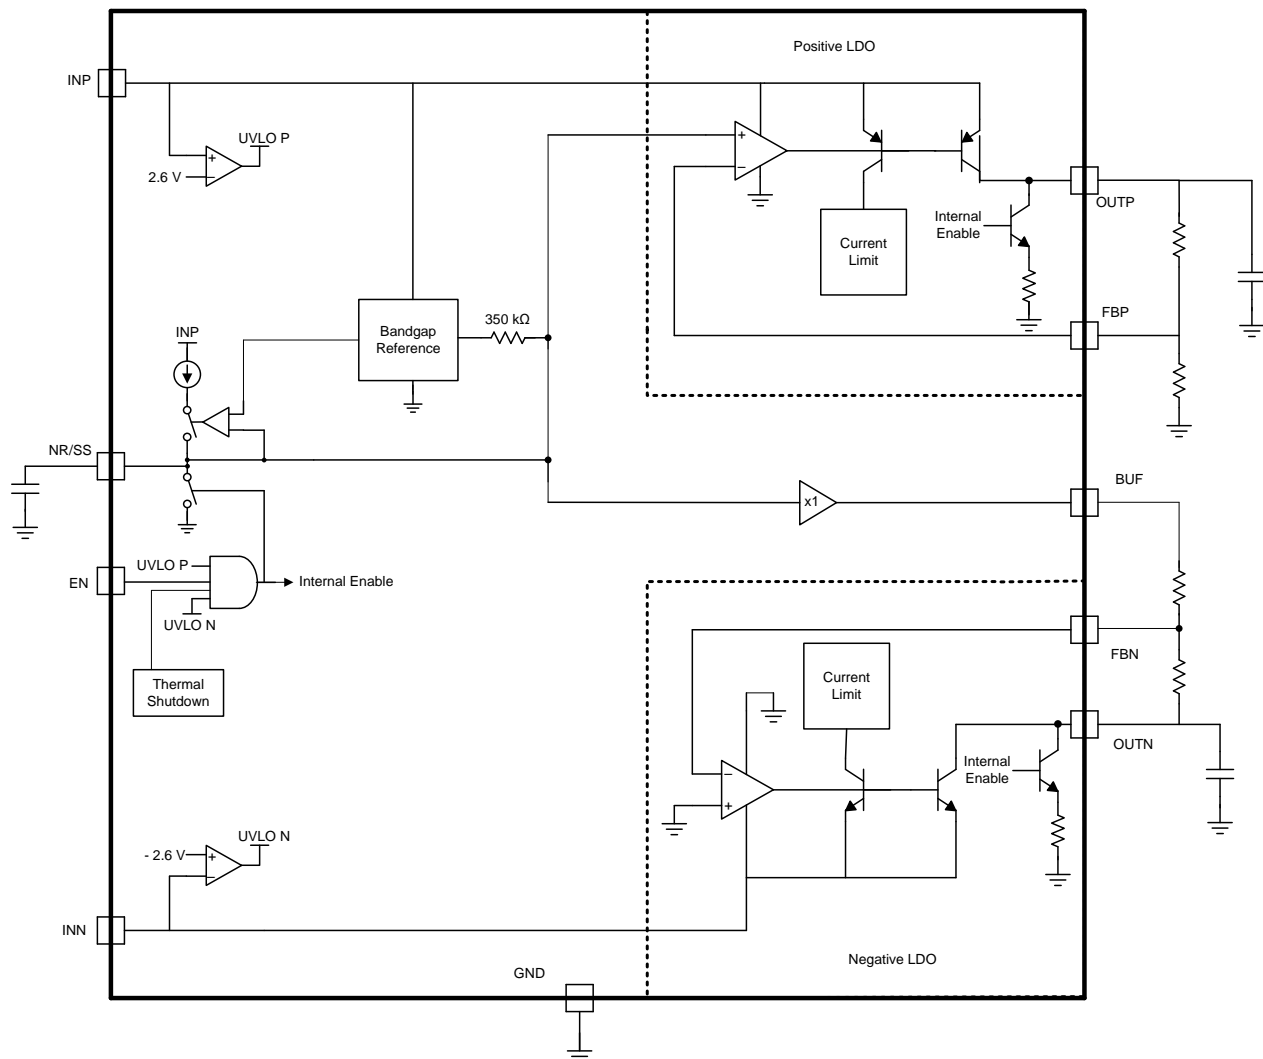 Positive LDO
INP
UVLO P
+
2.6 V
−
+
−
OUTP
Internal
Enable
Current
Limit
350 kΩ
FBP
INP
Bandgap
Reference
NR/SS
BUF
x1
UVLO P
EN
Internal Enable
UVLO N
FBN
Thermal
Shutdown
Current
Limit
OUTN
Internal
Enable
−
+
UVLO N
- 2.6 V
+
−
INN
Negative LDO
GND